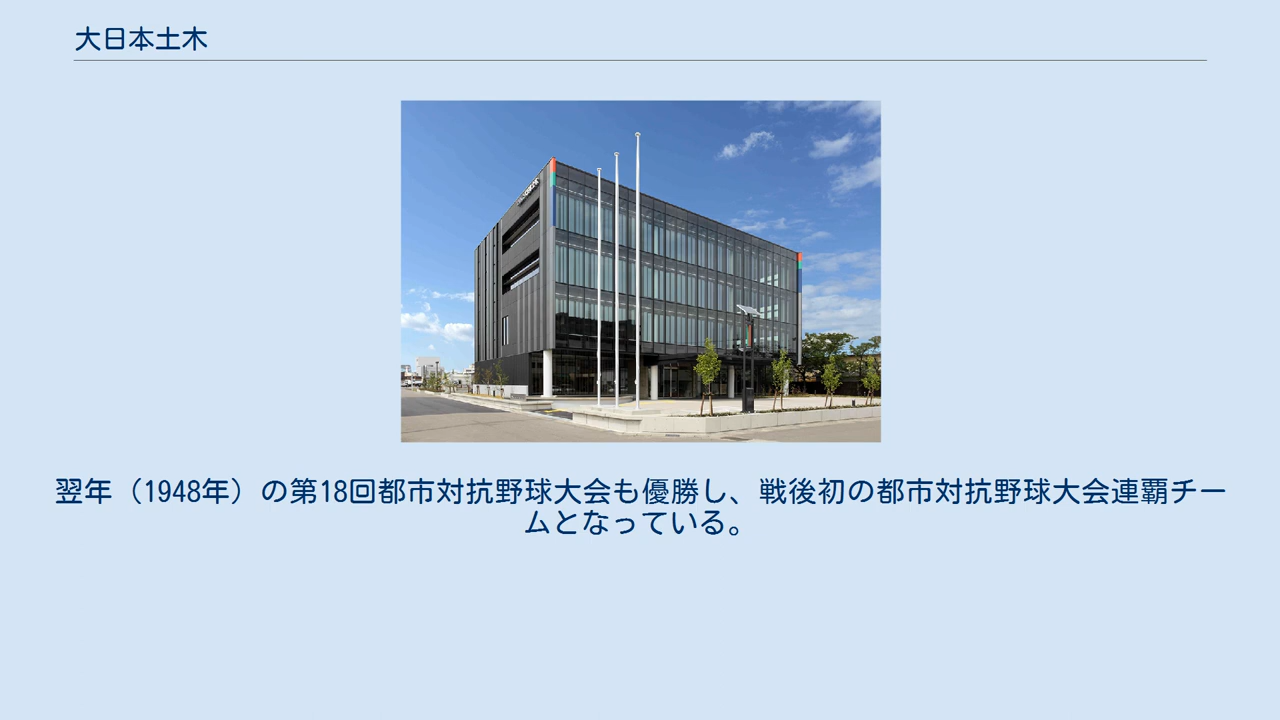 大日本土木
翌年（1948年）の第18回都市対抗野球大会も優勝し、戦後初の都市対抗野球大会連覇チー
ムとなっている。